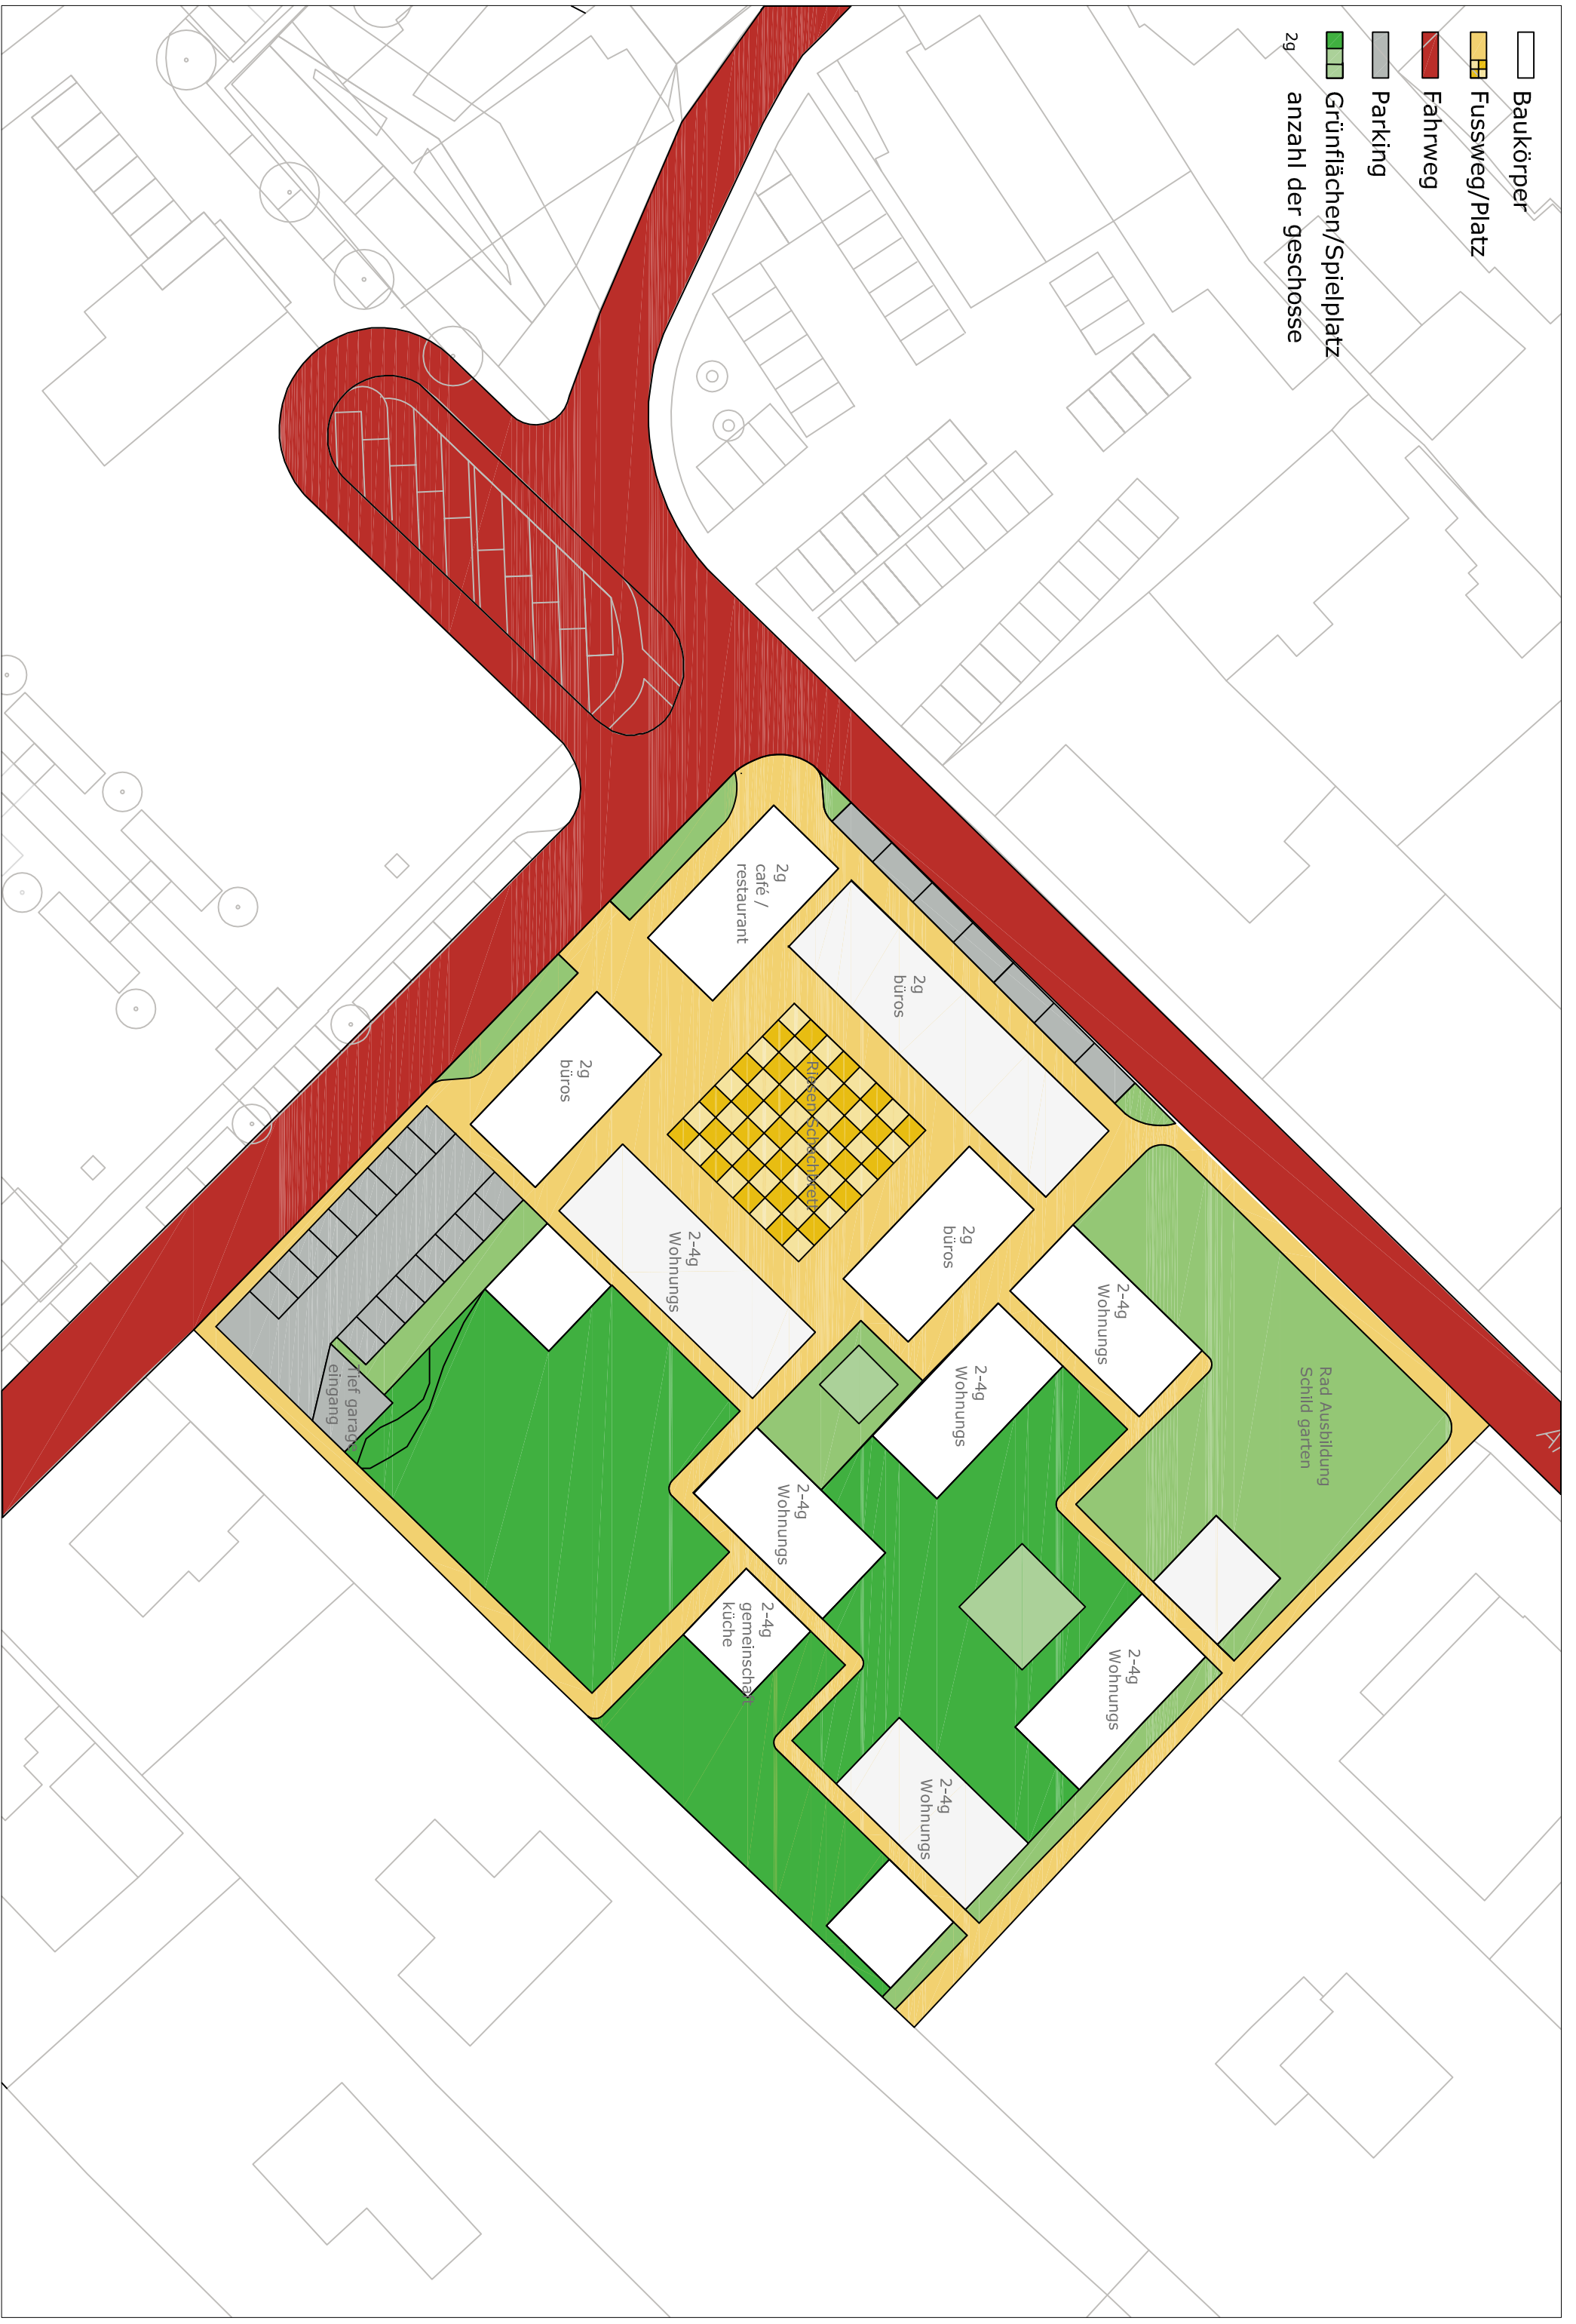 Baukörper
Fussweg/Platz
Fahrweg
Parking
Grünflächen/Spielplatz
2g anzahl der geschosse
2g
café /
restaurant
2g
büros
2g
büros
Riesen Schachbrett
2g
büros
2-4g
Wohnungs
2-4g
Wohnungs
2-4g
Wohnungs
2-4g
Wohnungs
Rad Ausbildung
Schild garten
Tief garage
eingang
2-4g
gemeinschaft
küche
2-4g
Wohnungs
2-4g
Wohnungs